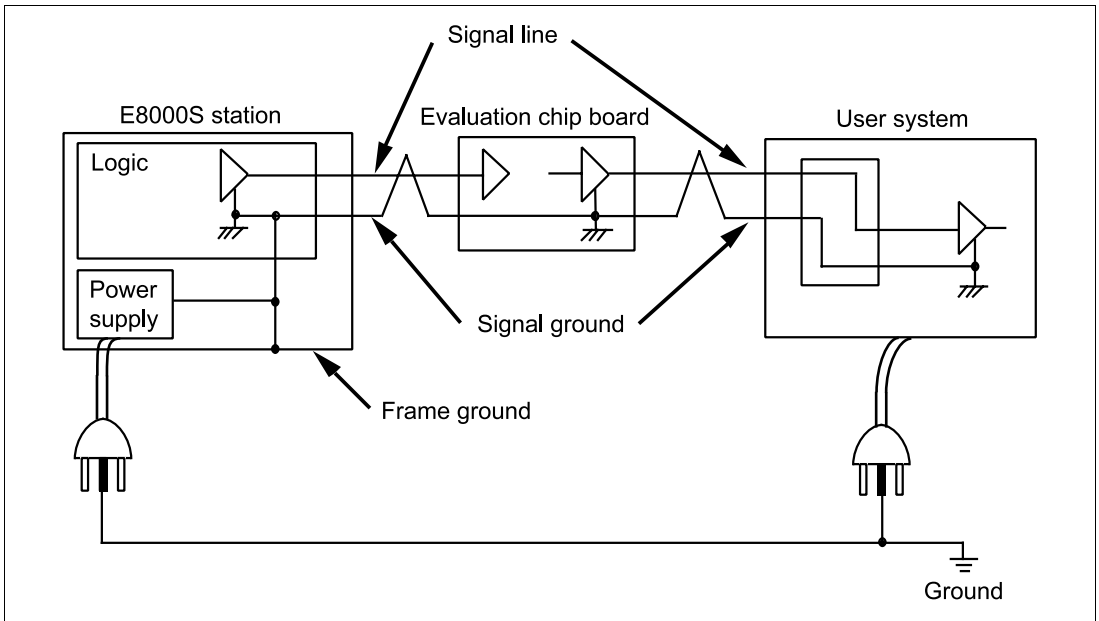 Signal line
E8000S station
Evaluation chip board
User system
Logic
Power
supply
Signal ground
Frame ground
Ground